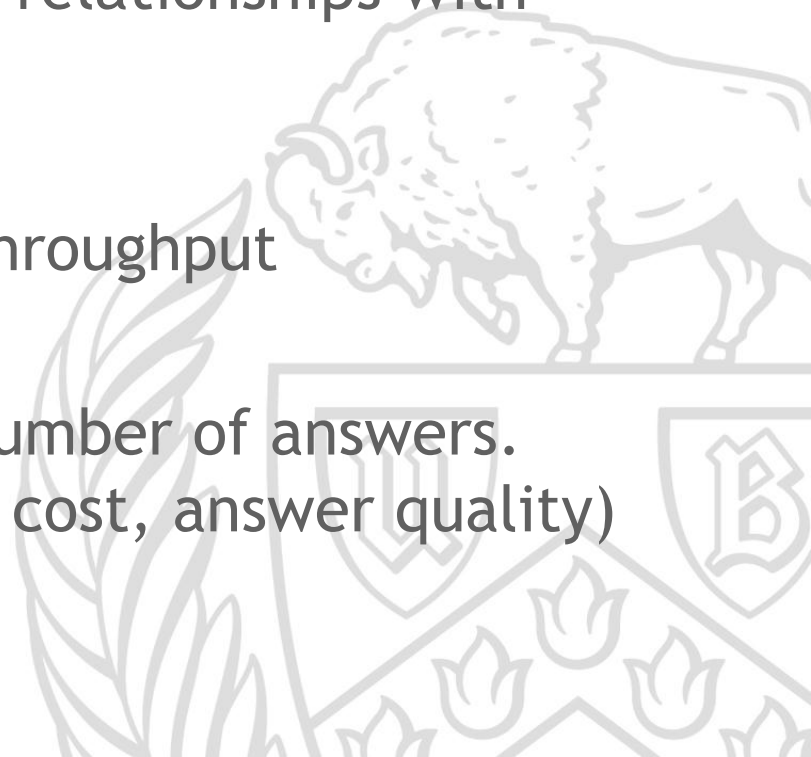 relationships with
hroughput
umber of answers.
cost, answer quality)
U B